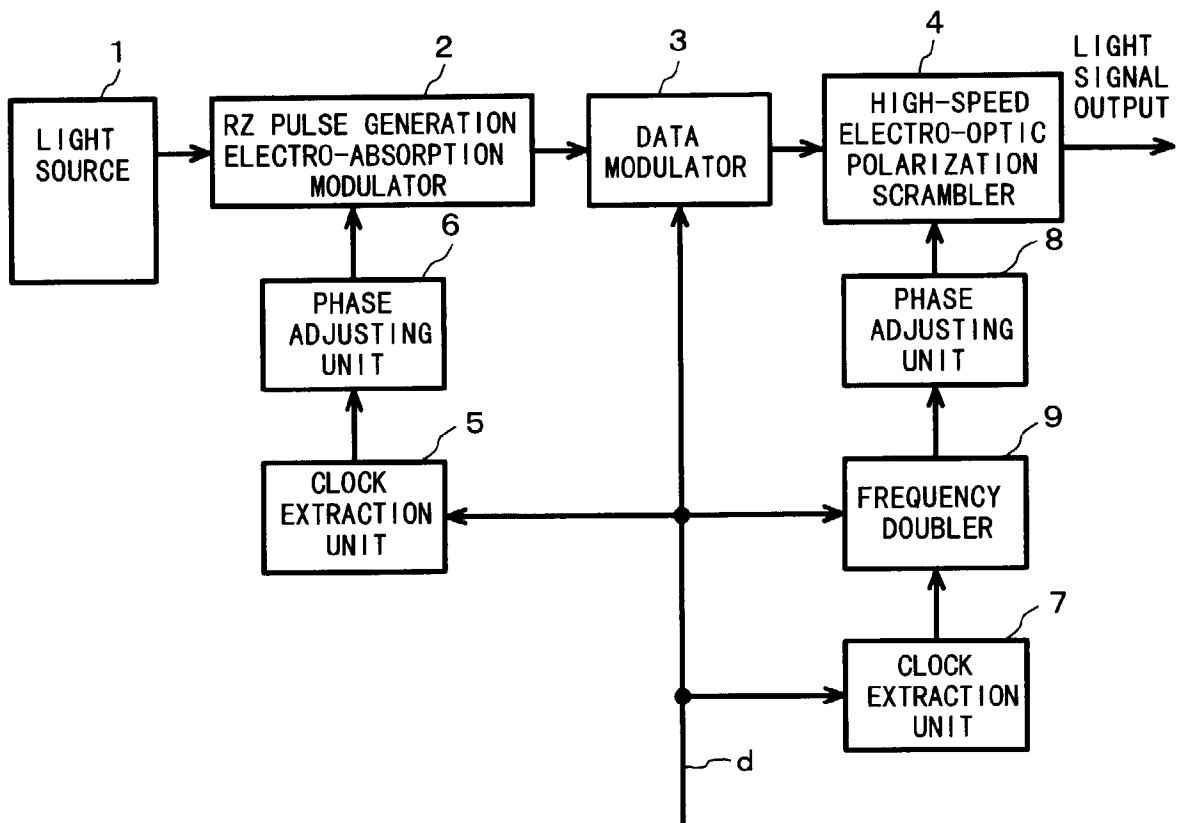 1
LIGHT
SOURCE
2
RZ PULSE GENERATION
ELECTRO-ABSORPTION
MODULATOR
3
DATA
MODULATOR
4
HIGH-SPEED
ELECTRO-OPTIC
POLARIZATION
SCRAMBLER
LIGHT
SIGNAL
OUTPUT
6
PHASE
ADJUSTING
UNIT
8
PHASE
ADJUSTING
UNIT
5
CLOCK
EXTRACTION
UNIT
9
FREQUENCY
DOUBLER
7
CLOCK
EXTRACTION
UNIT
d